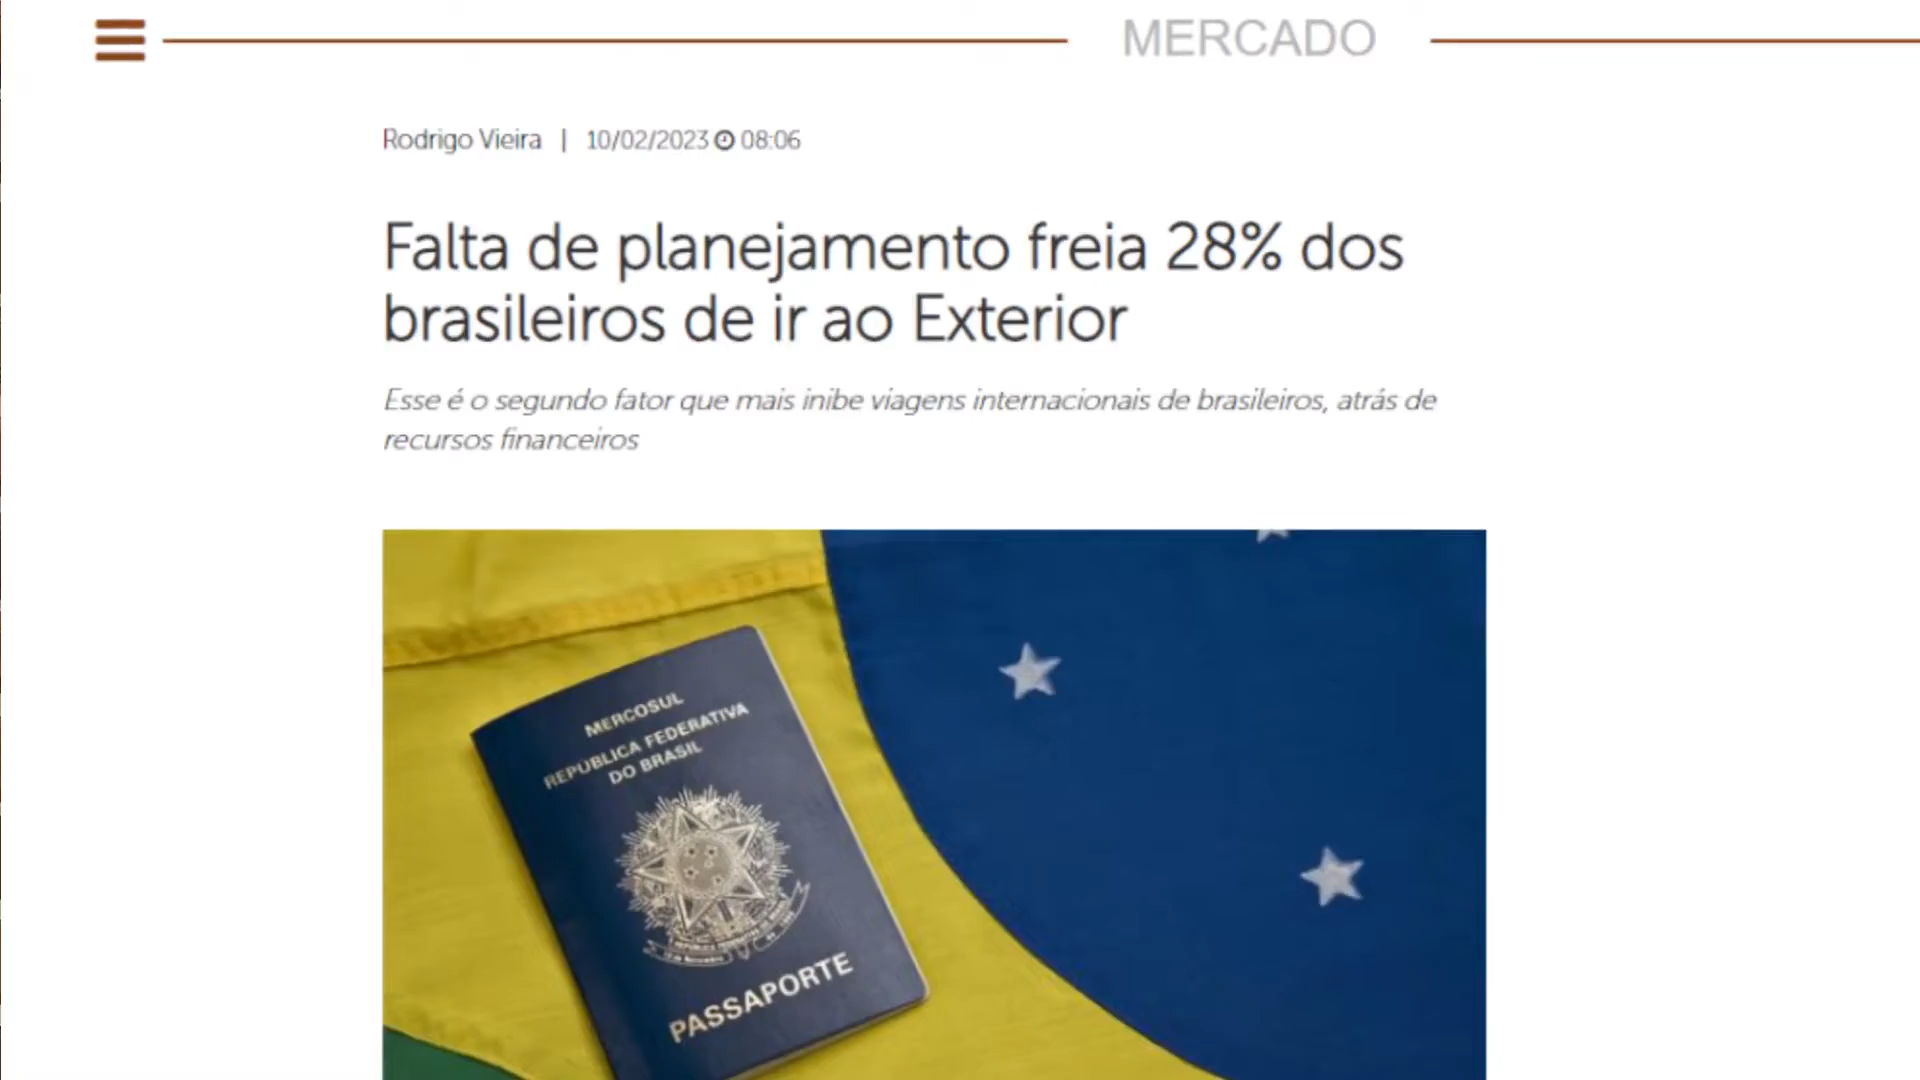 MERCADO
Rodrigo Vieira | 10/02/2023 08:06
Falta de planejamento freia 28% dos
brasileiros de ir ao Exterior
Esse é o segundo fator que mais inibe viagens internacionais de brasileiros, atrás de
recursos financeiros
MERCOSUL
REPÚBLICA FEDERATIVA
DO BRASIL
PASSAPORTE